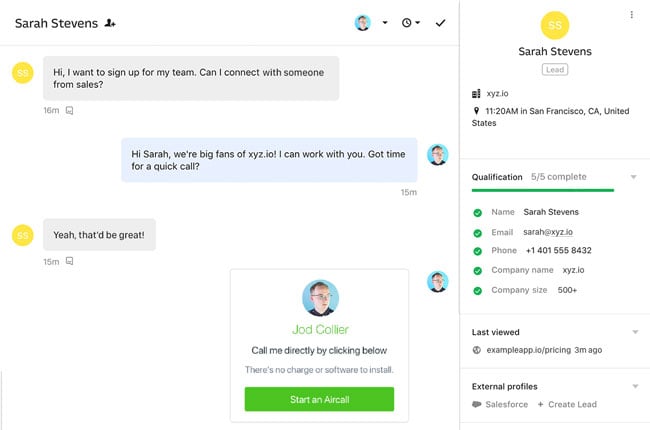 Sarah Stevens
SS
Hi, I want to sign up for my team. Can I connect with someone
from sales?
16m
Hi Sarah, we're big fans of xyz.io! I can work with you. Got time
for a quick call?
15m
SS
Yeah, that'd be great!
15m
Jod Collier
Call me directly by clicking below
There's no charge or software to install.
Start an Aircall
SS
Sarah Stevens
Lead
xyz.io
11:20AM in San Francisco, CA, United
States
Qualification 5/5 complete
Name Sarah Stevens
Email sarah@xyz.io
Phone +1 401 555 8432
Company name xyz.io
Company size 500+
Last viewed
exampleapp.io/pricing 3m ago
External profiles
Salesforce + Create Lead